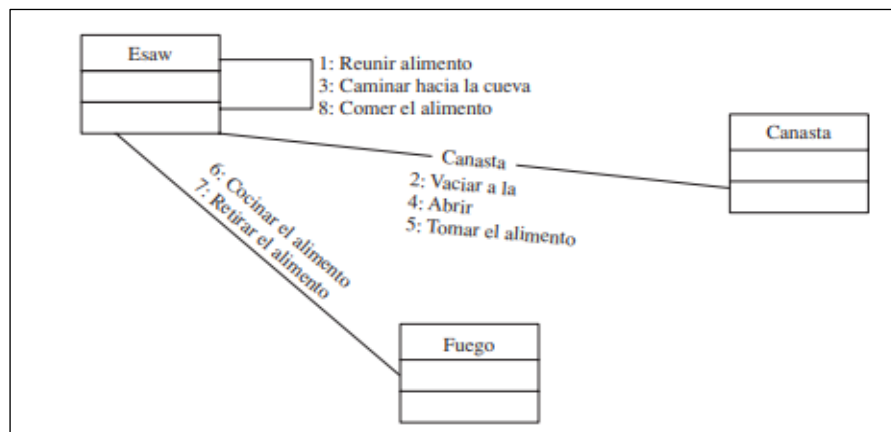 Esaw
1: Reunir alimento
3: Caminar hacia la cueva
8: Comer el alimento
Canasta
Canasta
2: Vaciar a la
4: Abrir
5: Tomar el alimento
6: Cocinar el alimento
7: Retirar el alimento
Fuego